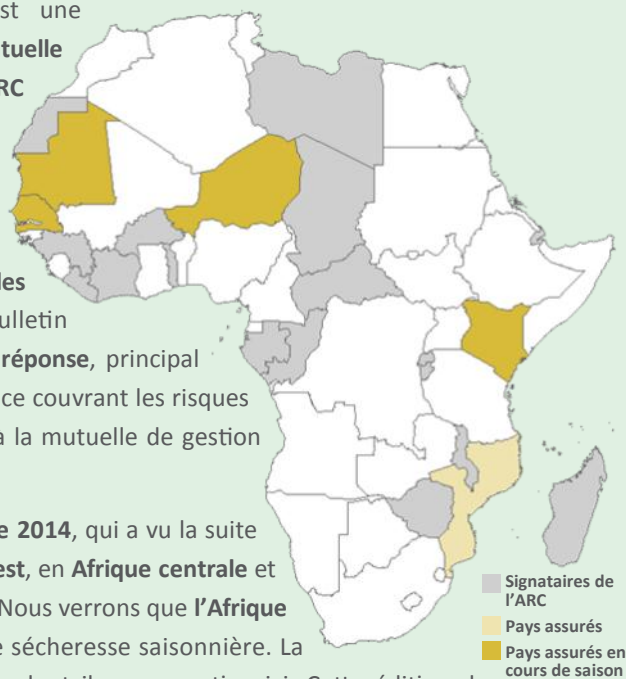 est une
tuelle
RC
les
ulletin
réponse, principal
ce couvrant les risques
à la mutuelle de gestion
e 2014, qui a vu la suite
est, en Afrique centrale et
Nous verrons que l'Afrique
e sécheresse saisonnière. La
Signataires de
l'ARC
Pays assurés
Pays assurés en
cours de saison